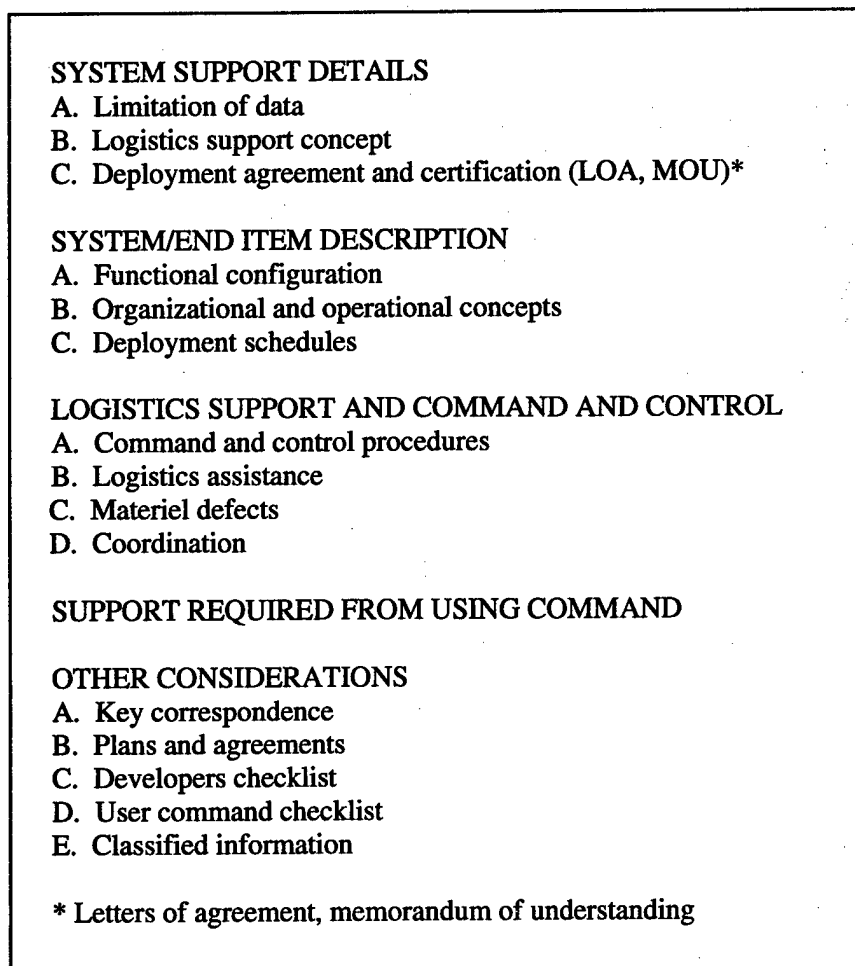 SYSTEM SUPPORT DETAILS
A. Limitation of data
B. Logistics support concept
C. Deployment agreement and certification (LOA, MOU)*
SYSTEM/END ITEM DESCRIPTION
A. Functional configuration
B. Organizational and operational concepts
C. Deployment schedules
LOGISTICS SUPPORT AND COMMAND AND CONTROL
A. Command and control procedures
B. Logistics assistance
C. Materiel defects
D. Coordination
SUPPORT REQUIRED FROM USING COMMAND
OTHER CONSIDERATIONS
A. Key correspondence
B. Plans and agreements
C. Developers checklist
D. User command checklist
E. Classified information
* Letters of agreement, memorandum of understanding